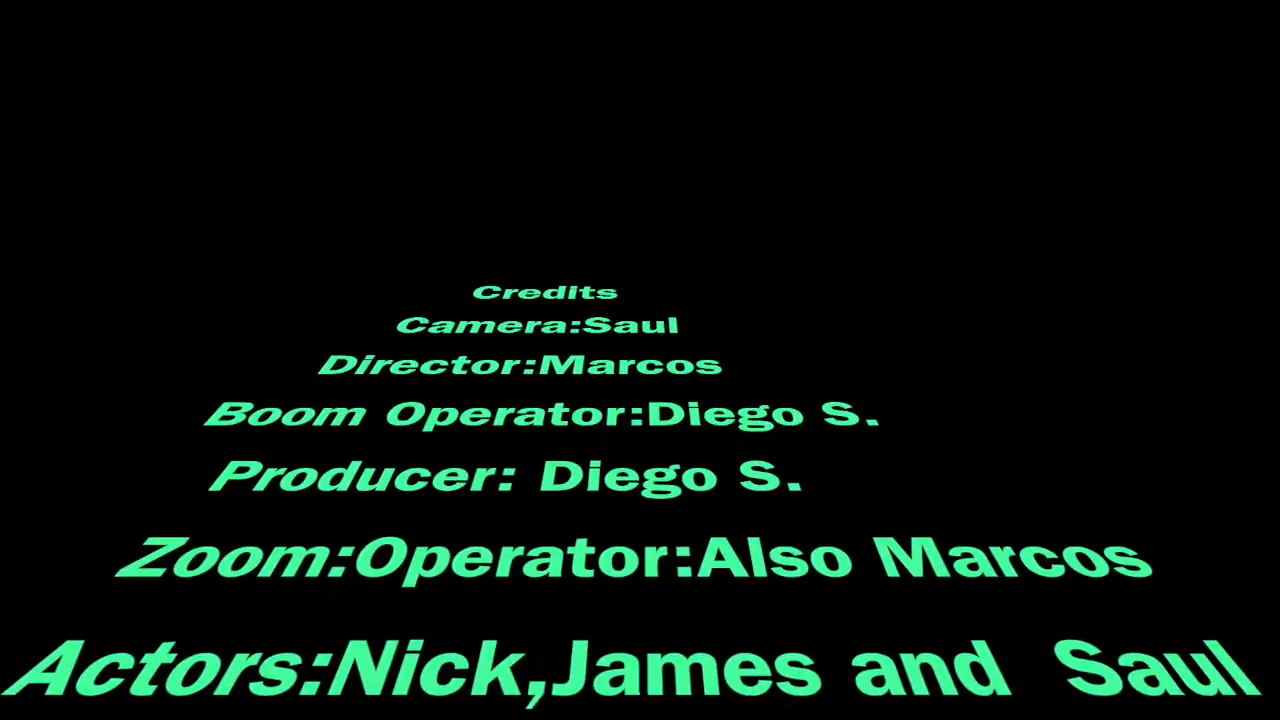 Credits
Camera:Saul
Director:Marcos
Boom Operator:Diego S.
Producer: Diego S.
Zoom:Operator:Also Marcos
Actors:Nick,James and  Saul